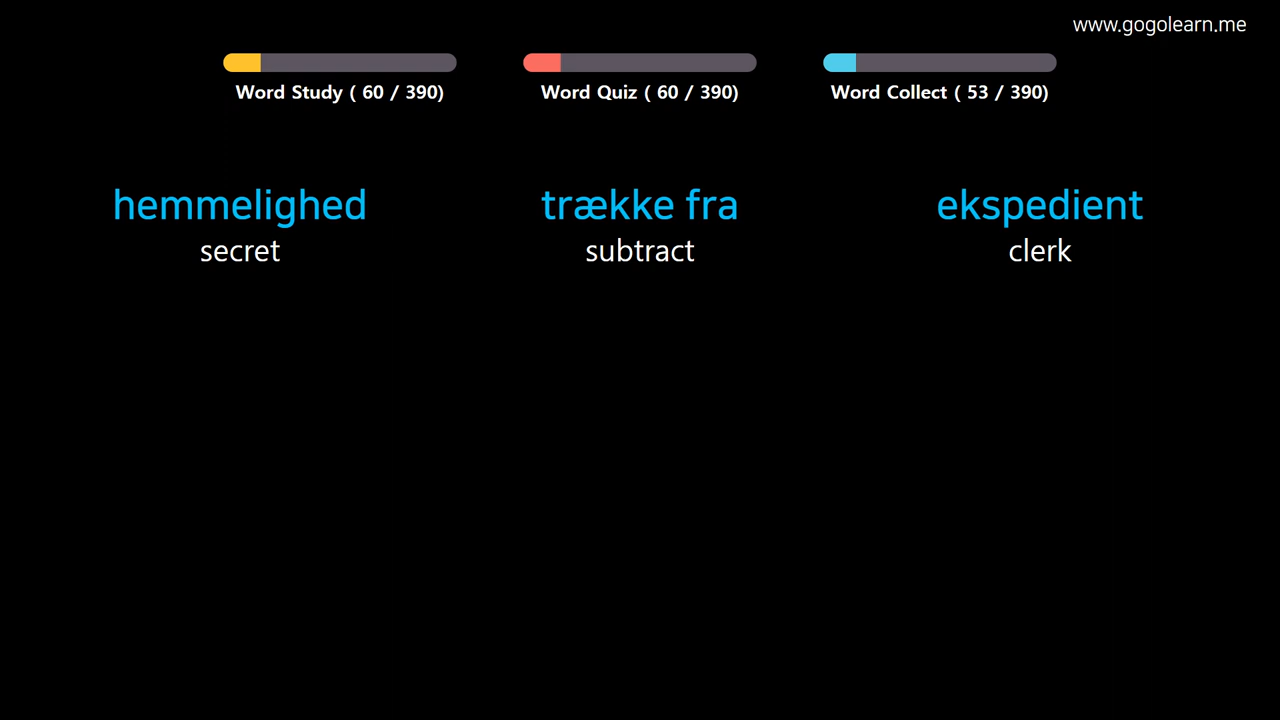 www.gogolearn.me
Word Study ( 60 / 390)
Word Quiz ( 60 / 390)
Word Collect ( 53 / 390)
hemmelighed
secret
trække fra
subtract
ekspedient
clerk